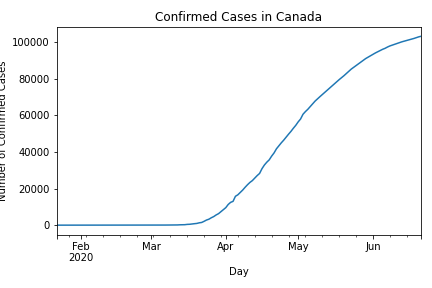 Confirmed Cases in Canada
Number of Confirmed Cases
100000
80000
60000
40000
20000
0
Feb
2020
Mar
Apr
May
Jun
Day